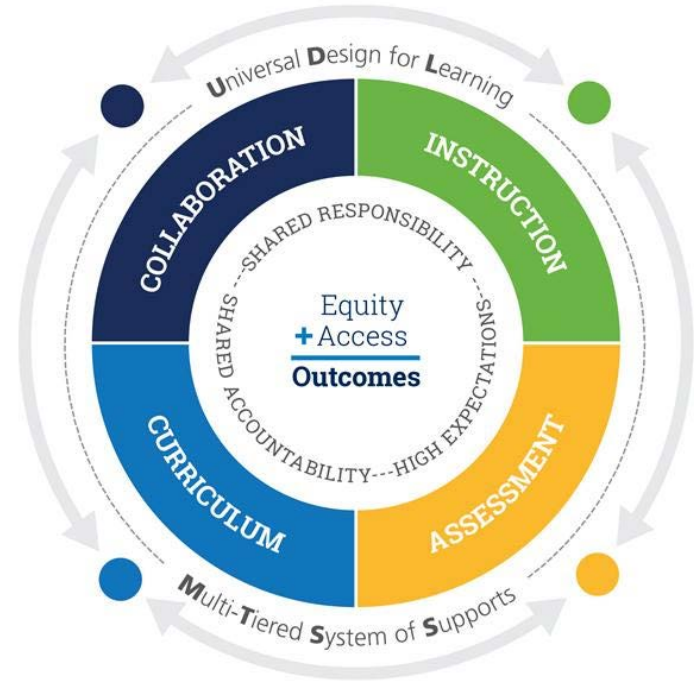 Universal Design for Learning
COLLABORATION
INSTRUCTION
SHARED RESPONSIBILITY---HIGH EXPECTATIONS---SHARED ACCOUNTABILITY---
Equity
+Access
Outcomes
CURRICULUM
ASSESSMENT
Multi-Tiered System of Supports